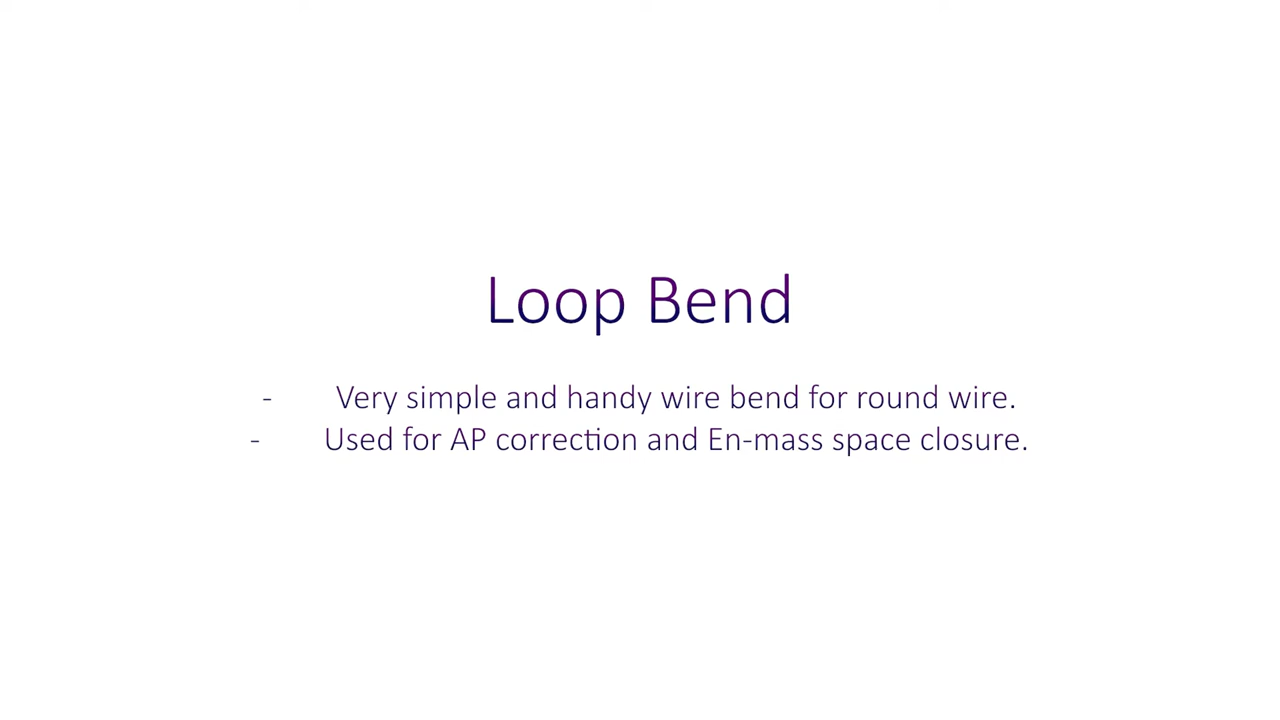 Loop Bend
- Very simple and handy wire bend for round wire.
- Used for AP correction and En-mass space closure.